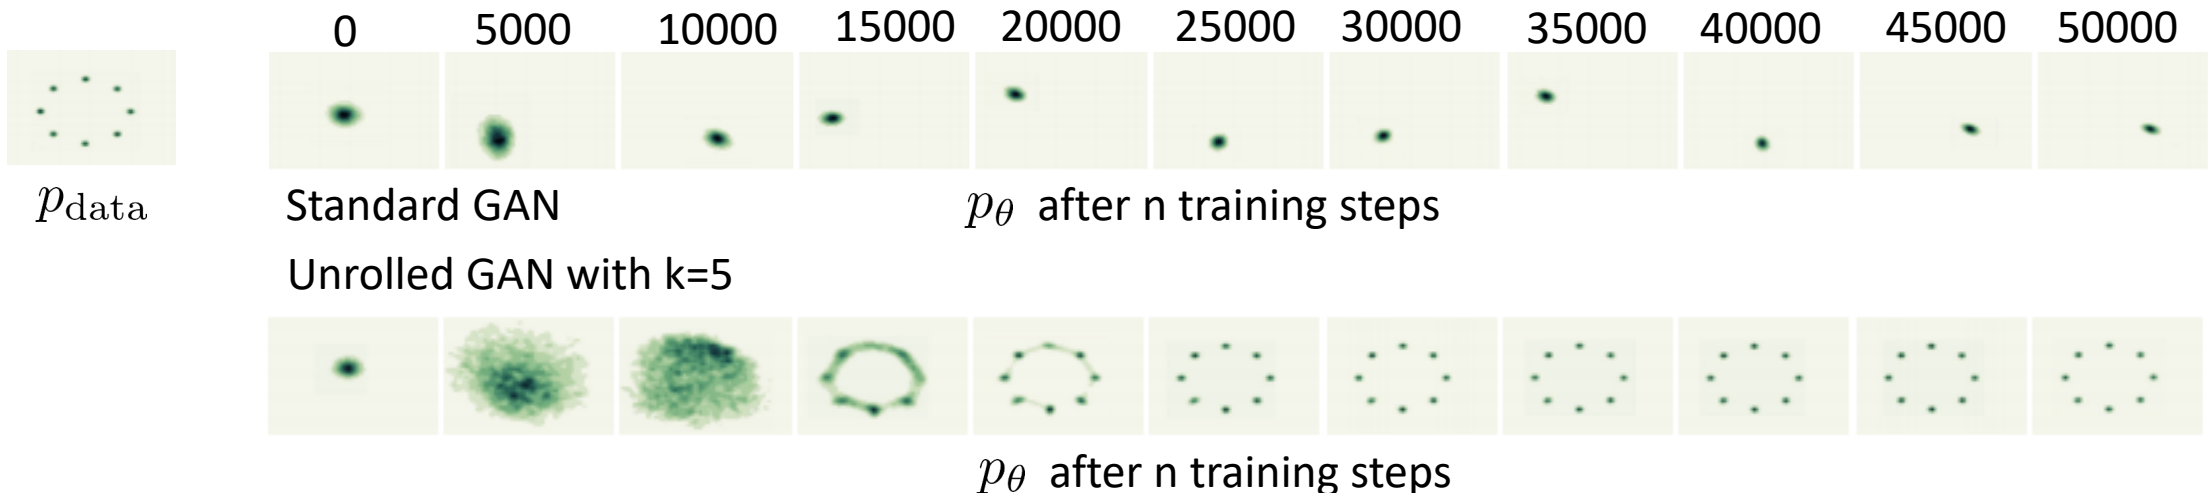 0 5000 10000 15000 20000 25000 30000 35000 40000 45000 50000
p_data
Standard GAN
p_θ after n training steps
Unrolled GAN with k=5
p_θ after n training steps